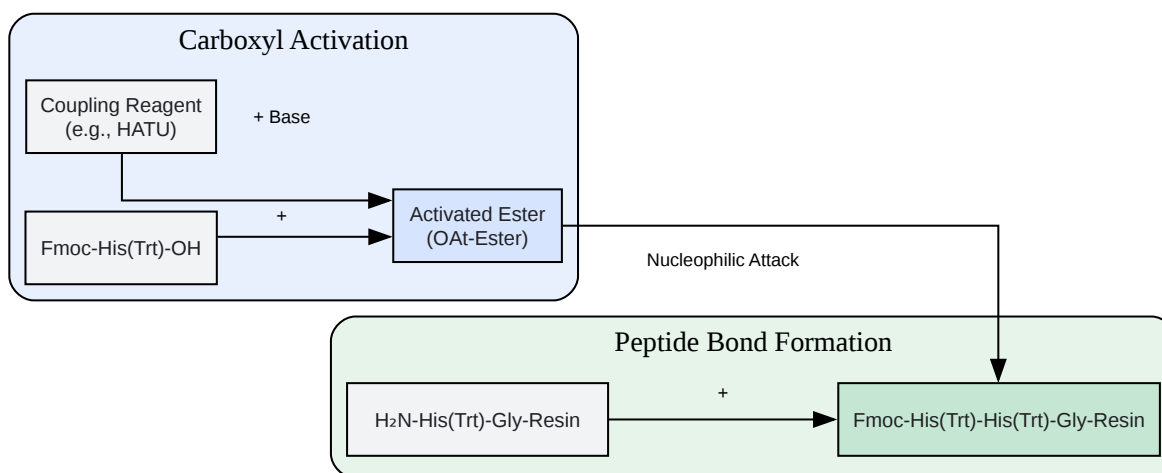 Carboxyl Activation
Coupling Reagent
(e.g., HATU)
+ Base
+
Fmoc-His(Trt)-OH
Activated Ester
(OAt-Ester)
Nucleophilic Attack
Peptide Bond Formation
H₂N-His(Trt)-Gly-Resin
+
Fmoc-His(Trt)-His(Trt)-Gly-Resin